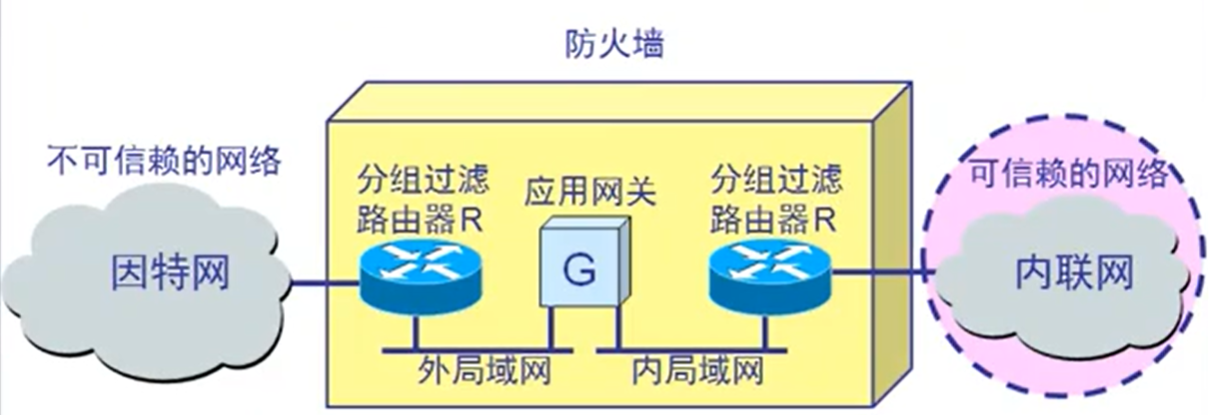 防火墙
不可信赖的网络
可信赖的网络
分组过滤
路由器R
应用网关
分组过滤
路由器R
因特网
G
内联网
外局域网
内局域网